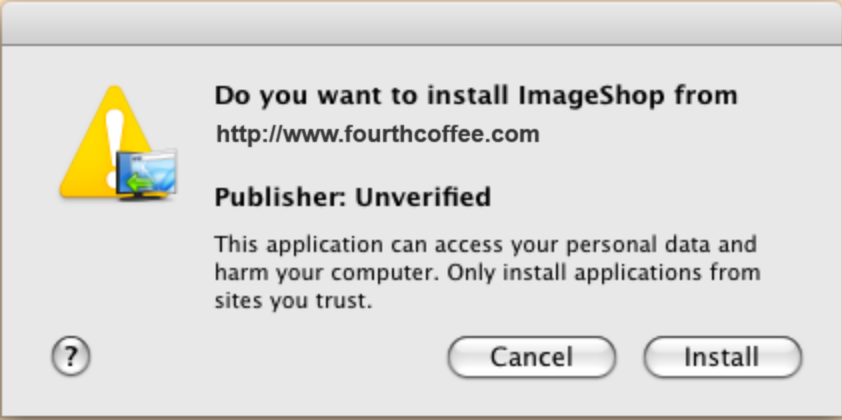 Do you want to install ImageShop from
http://www.fourthcoffee.com
Publisher: Unverified
This application can access your personal data and
harm your computer. Only install applications from
sites you trust.
?
Cancel
Install